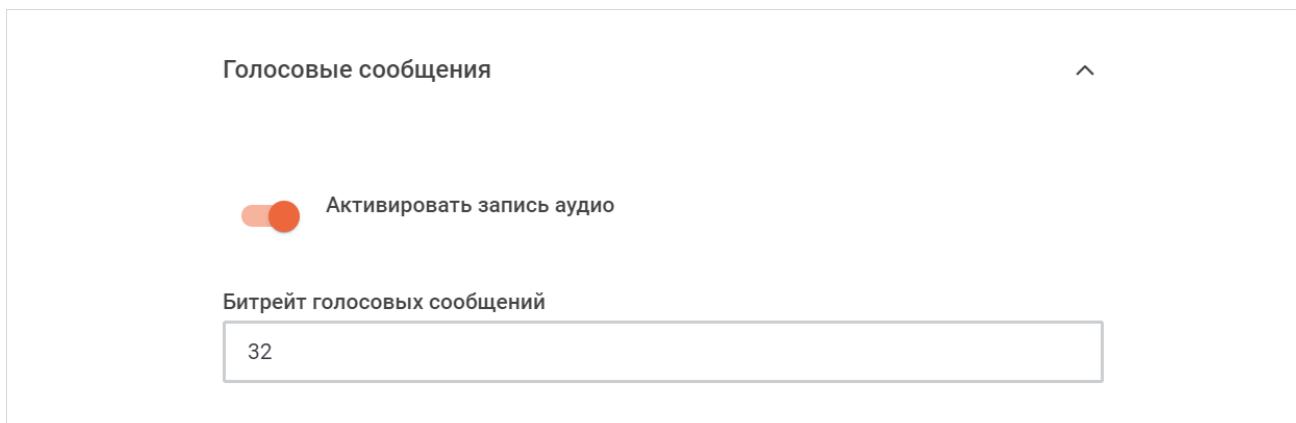 Голосовые сообщения
Активировать запись аудио
Битрейт голосовых сообщений
32